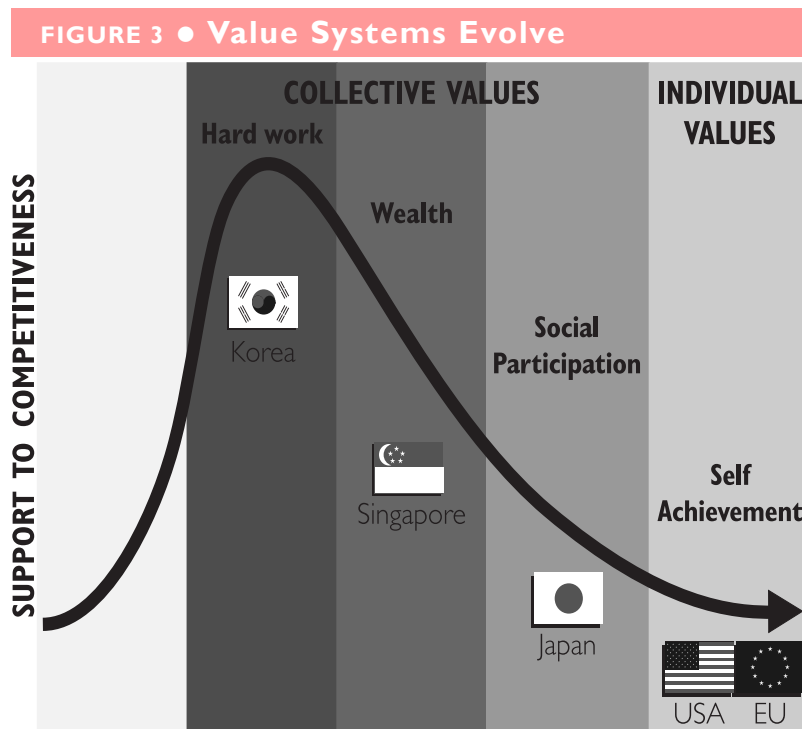 FIGURE 3 ● Value Systems Evolve
COLLECTIVE VALUES
INDIVIDUAL
VALUES
Hard work
Wealth
Social
Participation
Self
Achievement
SUPPORT TO COMPETITIVENESS
Korea
Singapore
Japan
USA EU